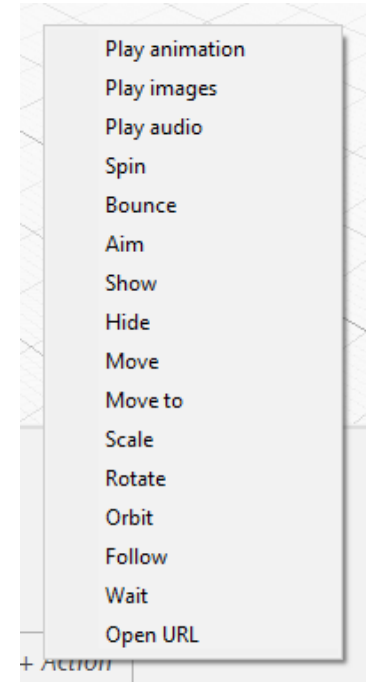 Play animation
Play images
Play audio
Spin
Bounce
Aim
Show
Hide
Move
Move to
Scale
Rotate
Orbit
Follow
Wait
Open URL
+ Action